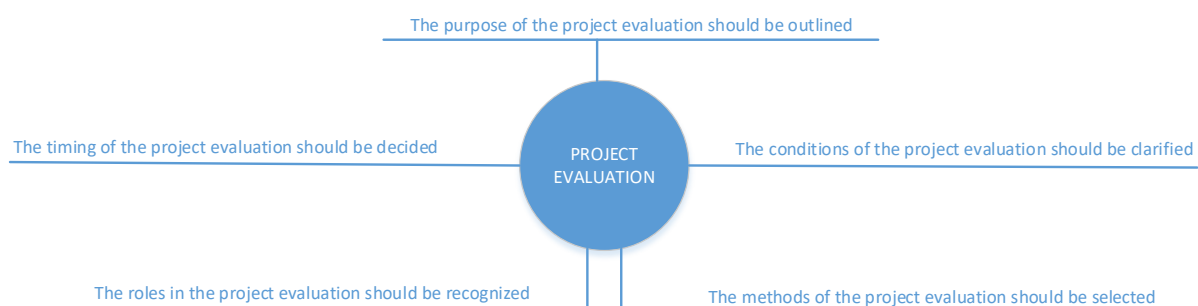 The purpose of the project evaluation should be outlined
The timing of the project evaluation should be decided
PROJECT
EVALUATION
The conditions of the project evaluation should be clarified
The roles in the project evaluation should be recognized
The methods of the project evaluation should be selected